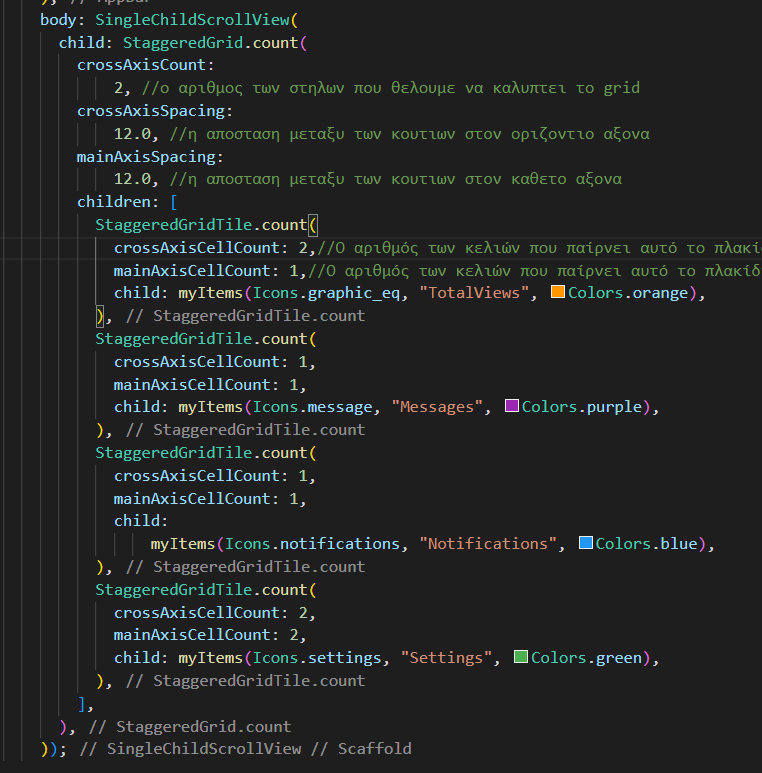 ), // AppBar
body: SingleChildScrollView(
child: StaggeredGrid.count(
crossAxisCount:
2, //ο αριθμος των στηλων που θελουμε να καλυπτει το grid
crossAxisSpacing:
12.0, //η αποσταση μεταξυ των κουτιων στον οριζοντιο αξονα
mainAxisSpacing:
12.0, //η αποσταση μεταξυ των κουτιων στον καθετο αξονα
children: [
StaggeredGridTile.count(
crossAxisCellCount: 2,//Ο αριθμός των κελιών που παίρνει αυτό το πλακί
mainAxisCellCount: 1,//Ο αριθμός των κελιών που παίρνει αυτό το πλακίδ
child: myItems(Icons.graphic_eq, "TotalViews", Colors.orange),
), // StaggeredGridTile.count
StaggeredGridTile.count(
crossAxisCellCount: 1,
mainAxisCellCount: 1,
child: myItems(Icons.message, "Messages", Colors.purple),
), // StaggeredGridTile.count
StaggeredGridTile.count(
crossAxisCellCount: 1,
mainAxisCellCount: 1,
child:
myItems(Icons.notifications, "Notifications", Colors.blue),
), // StaggeredGridTile.count
StaggeredGridTile.count(
crossAxisCellCount: 2,
mainAxisCellCount: 2,
child: myItems(Icons.settings, "Settings", Colors.green),
), // StaggeredGridTile.count
],
), // StaggeredGrid.count
)); // SingleChildScrollView // Scaffold